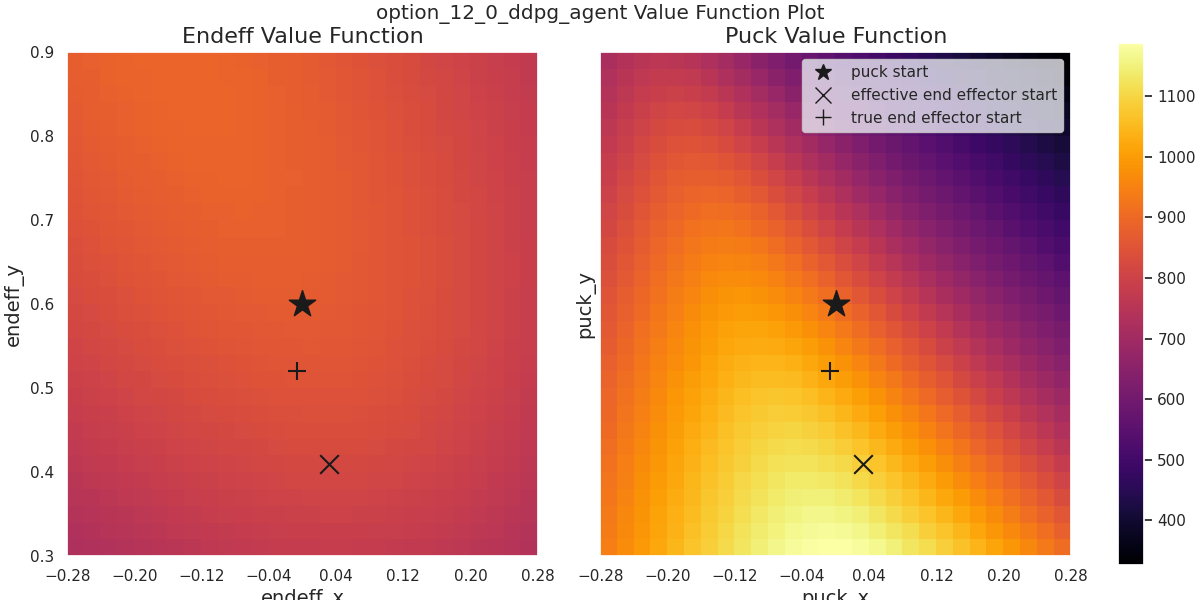 option_12_0_ddpg_agent Value Function Plot
Endeff Value Function
Puck Value Function
endeff_y
0.9
0.8
0.7
0.6
0.5
0.4
0.3
−0.28 −0.20 −0.12 −0.04 0.04 0.12 0.20 0.28
endeff_x
puck_y
puck start
effective end effector start
true end effector start
−0.28 −0.20 −0.12 −0.04 0.04 0.12 0.20 0.28
puck_x
1100
1000
900
800
700
600
500
400